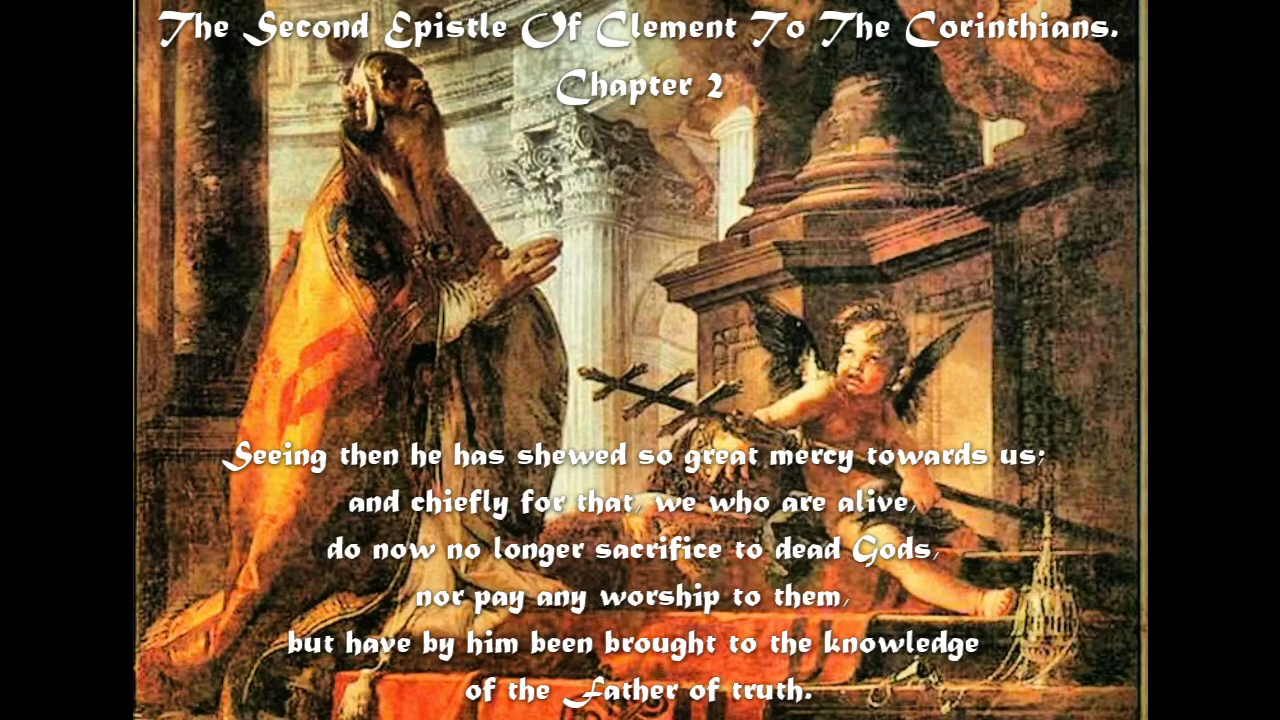 The Second Epistle Of Clement To The Corinthians.
Chapter 2
Seeing then he has shewed so great mercy towards us;
and chiefly for that, we who are alive,
do now no longer sacrifice to dead Gods,
nor pay any worship to them,
but have by him been brought to the knowledge
of the Father of truth.